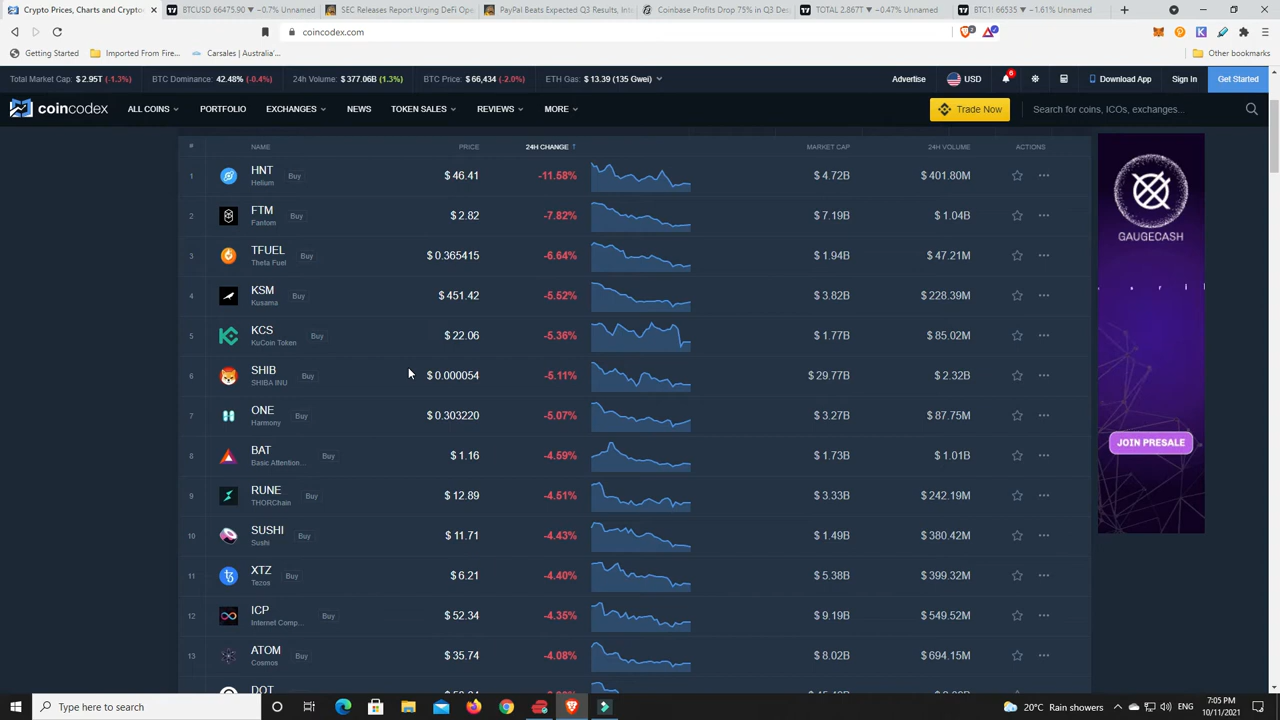 Crypto Prices, Charts and Cryptoc
BTCUSD 66475.90 ▼ −0.7% Unnamed
SEC Releases Report Urging DeFi Ope
PayPal Beats Expected Q3 Results, Int
Coinbase Profits Drop 75% in Q3 Des
TOTAL 2.867T ▼ −0.47% Unnamed
BTC1! 66535 ▼ −1.61% Unnamed
coincodex.com
Getting Started
Imported From Fire...
Carsales | Australia'...
Other bookmarks
Total Market Cap: $ 2.95T (-1.3%)
BTC Dominance: 42.48% (-0.4%)
24h Volume: $ 377.06B (1.3%)
BTC Price: $ 66,434 (-2.0%)
ETH Gas: $ 13.39 (135 Gwei)
Advertise
USD
6
Download App
Sign In
Get Started
coincodex
ALL COINS
PORTFOLIO
EXCHANGES
NEWS
TOKEN SALES
REVIEWS
MORE
Trade Now
Search for coins, ICOs, exchanges...
# NAME PRICE 24H CHANGE ↑ MARKET CAP 24H VOLUME ACTIONS
1 HNT Buy $ 46.41 -11.58% $ 4.72B $ 401.80M
Helium
2 FTM Buy $ 2.82 -7.82% $ 7.19B $ 1.04B
Fantom
3 TFUEL Buy $ 0.365415 -6.64% $ 1.94B $ 47.21M
Theta Fuel
4 KSM Buy $ 451.42 -5.52% $ 3.82B $ 228.39M
Kusama
5 KCS Buy $ 22.06 -5.36% $ 1.77B $ 85.02M
KuCoin Token
6 SHIB Buy $ 0.000054 -5.11% $ 29.77B $ 2.32B
SHIBA INU
7 ONE Buy $ 0.303220 -5.07% $ 3.27B $ 87.75M
Harmony
8 BAT Buy $ 1.16 -4.59% $ 1.73B $ 1.01B
Basic Attention...
9 RUNE Buy $ 12.89 -4.51% $ 3.33B $ 242.19M
THORChain
10 SUSHI Buy $ 11.71 -4.43% $ 1.49B $ 380.42M
Sushi
11 XTZ Buy $ 6.21 -4.40% $ 5.38B $ 399.32M
Tezos
12 ICP Buy $ 52.34 -4.35% $ 9.19B $ 549.52M
Internet Comp...
13 ATOM Buy $ 35.74 -4.08% $ 8.02B $ 694.15M
Cosmos
DOT
GAUGECASH
JOIN PRESALE
Type here to search
20°C Rain showers
ENG
7:05 PM
10/11/2021